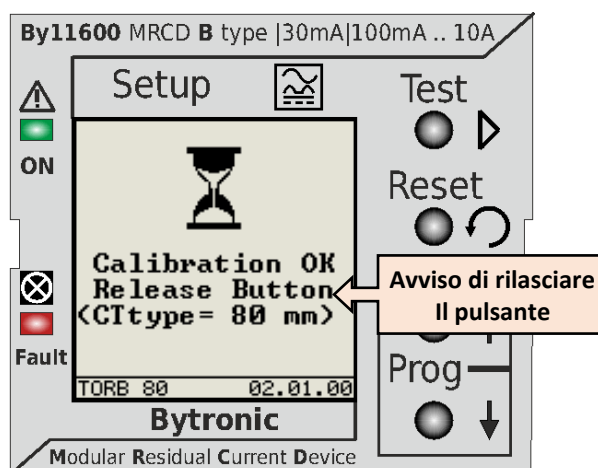 By11600 MRCD B type |30mA|100mA .. 10A
Setup
Test
ON
Reset
Calibration OK
Release Button
(CTtype= 80 mm)
Avviso di rilasciare
Il pulsante
Fault
Prog
TORB 80 02.01.00
Bytronic
Modular Residual Current Device